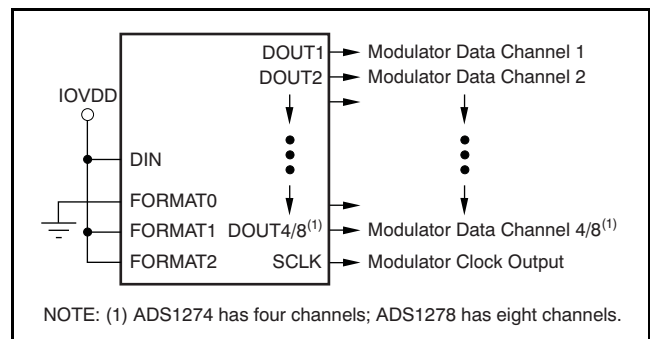 DOUT1 Modulator Data Channel 1
DOUT2 Modulator Data Channel 2
IOVDD
DIN
FORMAT0
FORMAT1 DOUT4/8(1) Modulator Data Channel 4/8(1)
FORMAT2 SCLK Modulator Clock Output
NOTE: (1) ADS1274 has four channels; ADS1278 has eight channels.